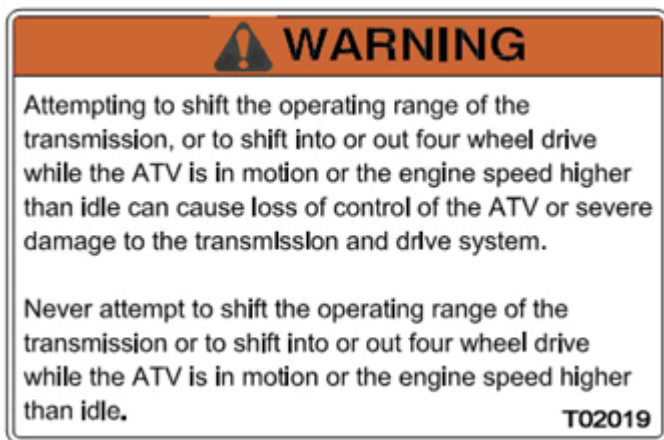 WARNING
Attempting to shift the operating range of the
transmission, or to shift into or out four wheel drive
while the ATV is in motion or the engine speed higher
than idle can cause loss of control of the ATV or severe
damage to the transmission and drive system.
Never attempt to shift the operating range of the
transmission or to shift into or out four wheel drive
while the ATV is in motion or the engine speed higher
than idle.
T02019